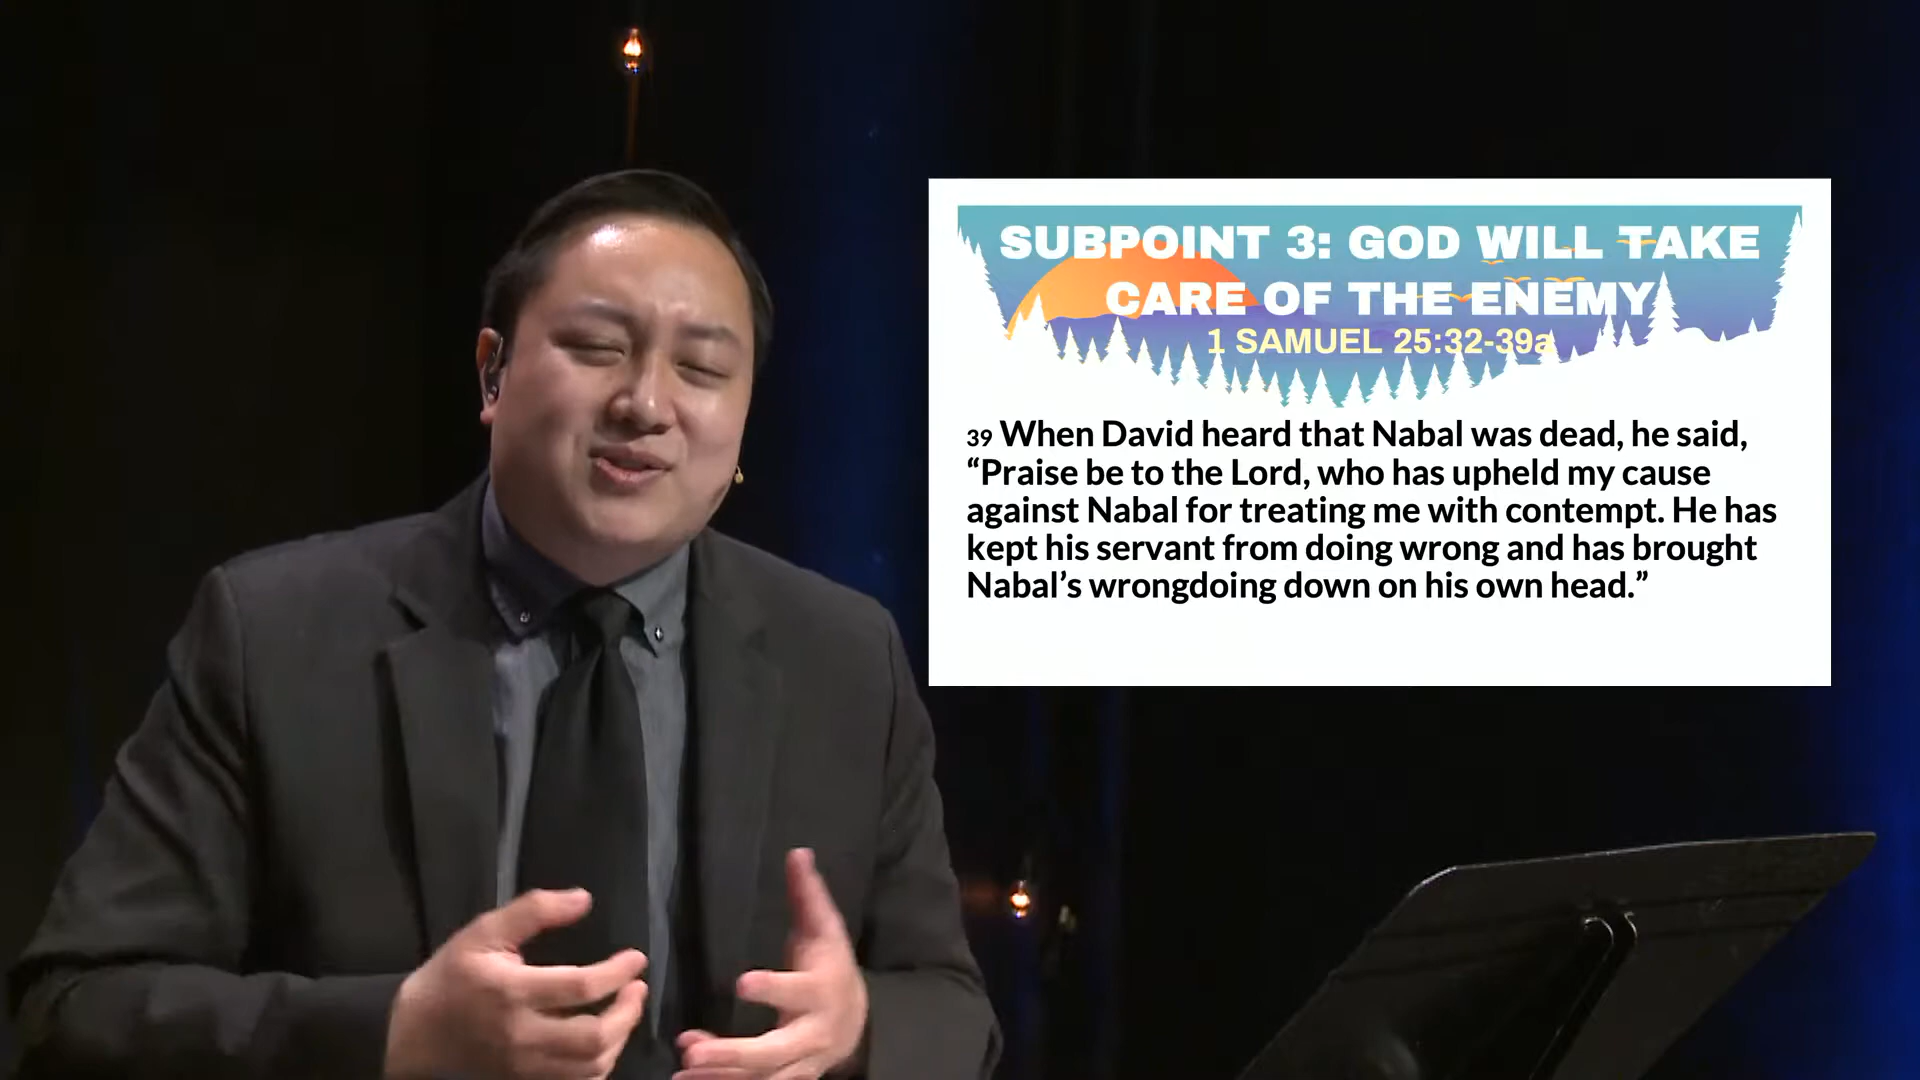 SUBPOINT 3: GOD WILL TAKE
CARE OF THE ENEMY
1 SAMUEL 25:32-39a
39 When David heard that Nabal was dead, he said,
“Praise be to the Lord, who has upheld my cause
against Nabal for treating me with contempt. He has
kept his servant from doing wrong and has brought
Nabal’s wrongdoing down on his own head.”